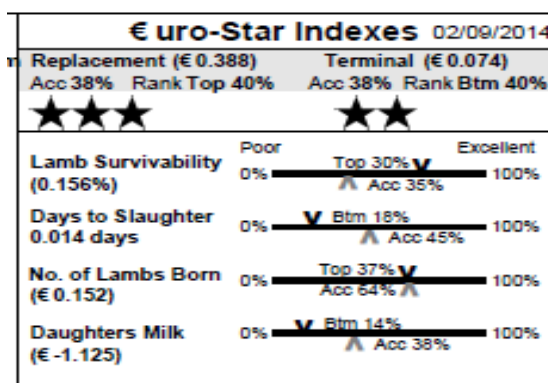 € uro-Star Indexes 02/09/2014
Replacement (€ 0.388) Terminal (€ 0.074)
Acc 38% Rank Top 40% Acc 38% Rank Btm 40%
Poor Excellent
Lamb Survivability 0% Top 30% 100%
(0.156%) Acc 35%
Days to Slaughter 0% Btm 18% 100%
0.014 days Acc 45%
No. of Lambs Born 0% Top 37% 100%
(€ 0.152) Acc 64%
Daughters Milk 0% Btm 14% 100%
(€ -1.125) Acc 38%